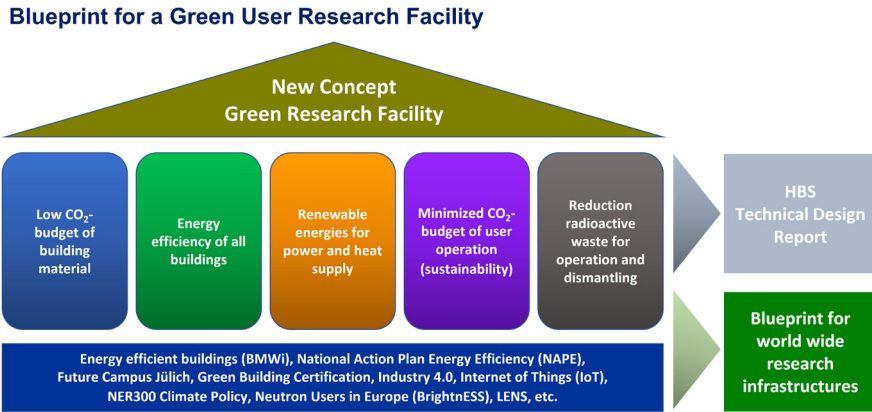 Blueprint for a Green User Research Facility
New Concept
Green Research Facility
Low CO₂-
budget of
building
material
Energy
efficiency of all
buildings
Renewable
energies for
power and heat
supply
Minimized CO₂-
budget of user
operation
(sustainability)
Reduction
radioactive
waste for
operation and
dismantling
HBS
Technical Design
Report
Blueprint for
world wide
research
infrastructures
Energy efficient buildings (BMWi), National Action Plan Energy Efficiency (NAPE),
Future Campus Jülich, Green Building Certification, Industry 4.0, Internet of Things (IoT),
NER300 Climate Policy, Neutron Users in Europe (BrightnESS), LENS, etc.